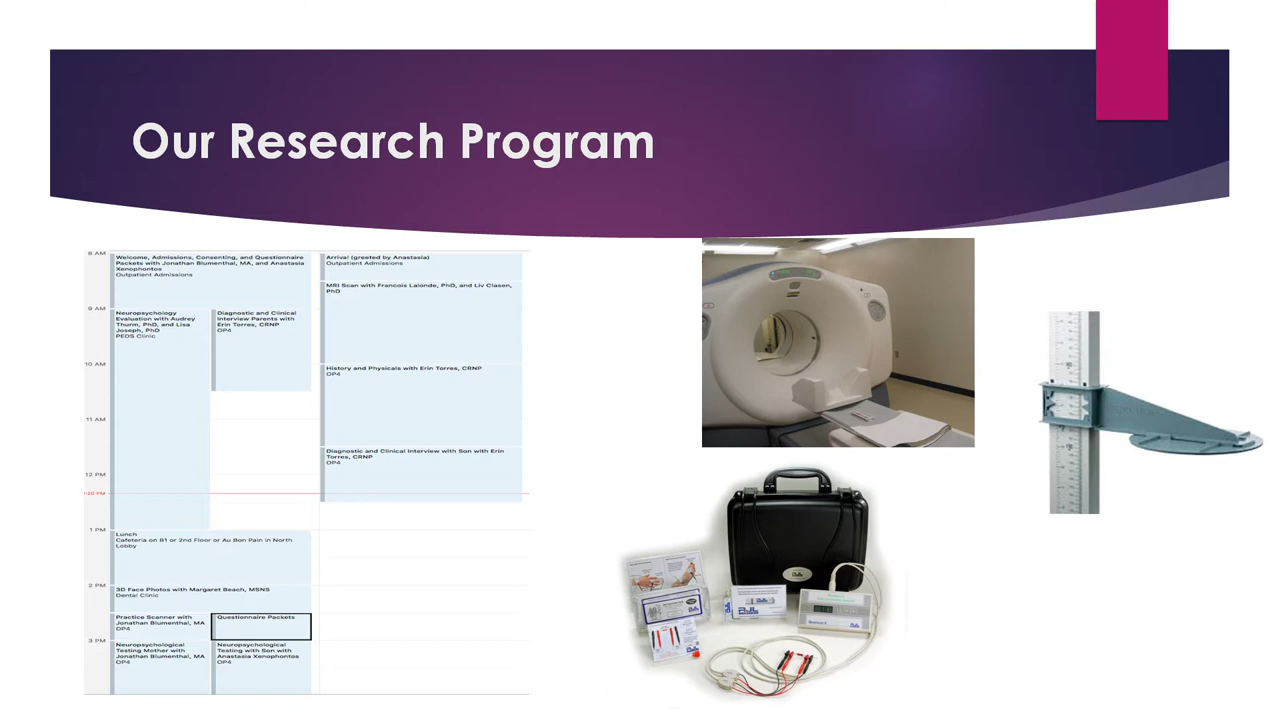 Our Research Program
8 AM
Welcome, Admissions, Consenting, and Questionnaire
Packets with Jonathan Blumenthal, MA, and Anastasia
Xenophontos
Outpatient Admissions
9 AM
Neuropsychology
Evaluation with Audrey
Thurm, PhD, and Lisa
Joseph, PhD
PEDS Clinic
Diagnostic and Clinical
Interview Parents with
Erin Torres, CRNP
OP4
10 AM
11 AM
12 PM
1 PM
Lunch
Cafeteria on B1 or 2nd Floor or Au Bon Pain in North
Lobby
2 PM
3D Face Photos with Margaret Beach, MSNS
Dental Clinic
Practice Scanner with
Jonathan Blumenthal, MA
OP4
Questionnaire Packets
3 PM
Neuropsychological
Testing Mother with
Jonathan Blumenthal, MA
OP4
Neuropsychological
Testing with Son with
Anastasia Xenophontos
OP4
Arrival (greeted by Anastasia)
Outpatient Admissions
MRI Scan with Francois Lalonde, PhD, and Liv Clasen,
PhD
History and Physicals with Erin Torres, CRNP
OP4
Diagnostic and Clinical Interview with Son with Erin
Torres, CRNP
OP4
RJL